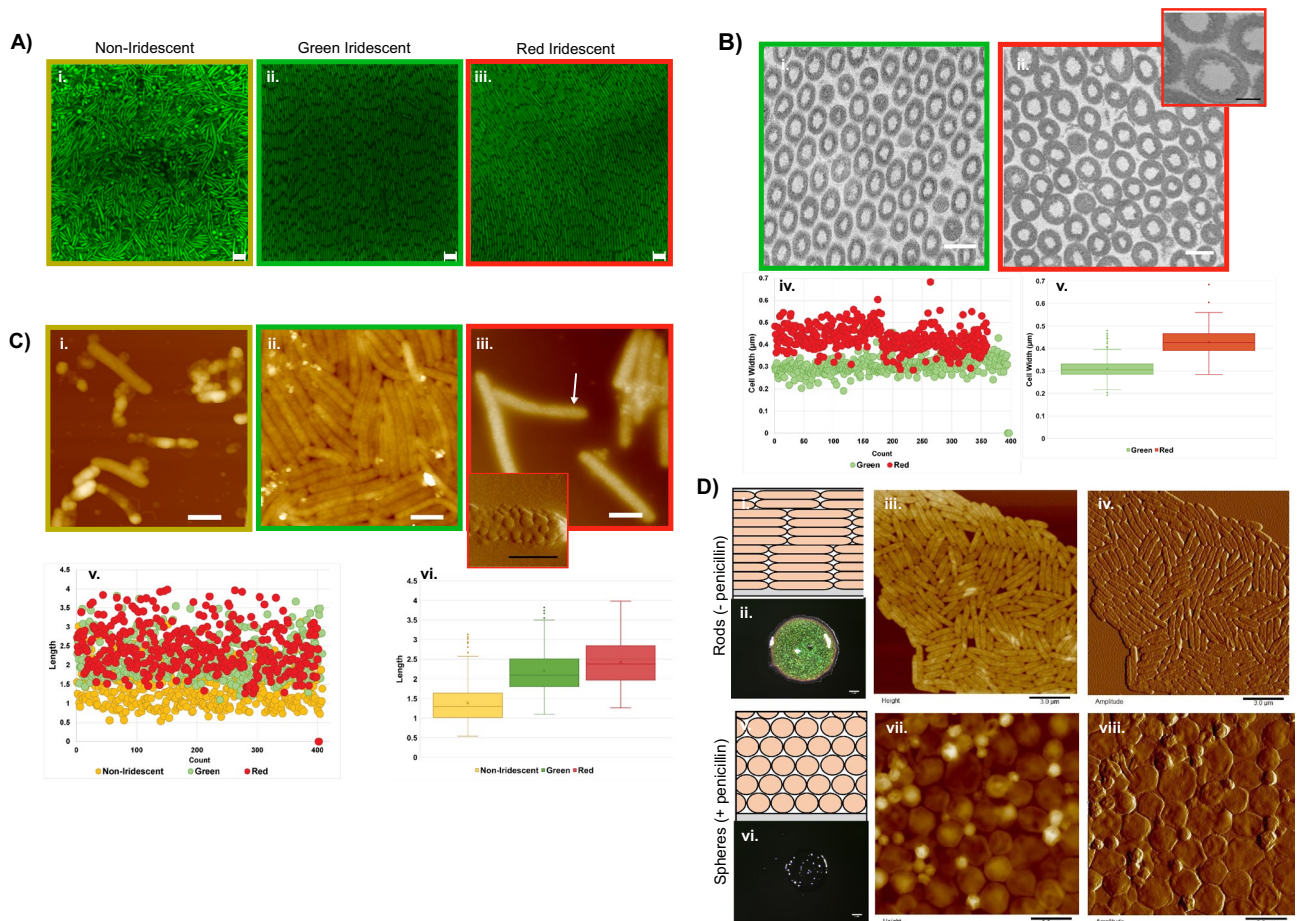 A)
Non-Iridescent
Green Iridescent
Red Iridescent
i.
ii.
iii.
B)
i.
ii.
iv.
0.7
0.6
0.5
0.4
0.3
0.2
0.1
0
Cell Width (µm)
0 50 100 150 200 250 300 350 400
Count
Green Red
v.
0.7
0.6
0.5
0.4
0.3
0.2
0.1
0
Cell Width (µm)
Green Red
C)
i.
ii.
iii.
v.
4.5
4
3.5
3
2.5
2
1.5
1
0.5
0
Length
0 100 200 300 400
Count
Non-Iridescent Green Red
vi.
4.5
4
3.5
3
2.5
2
1.5
1
0.5
0
Length
Non-Iridescent Green Red
D)
Rods (- penicillin)
ii.
iii.
Height
3.0 µm
iv.
Amplitude
3.0 µm
Spheres (+ penicillin)
vi.
vii.
Height
viii.
Amplitude